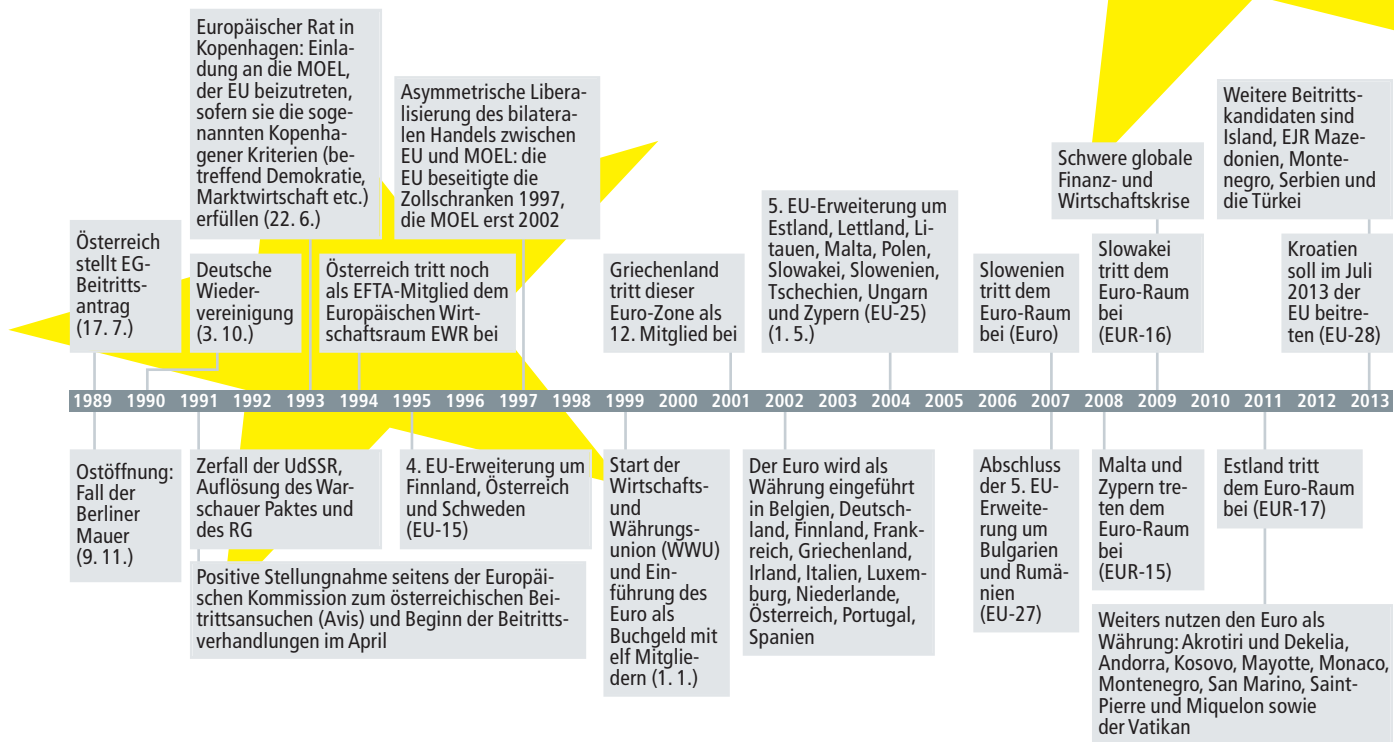 Europäischer Rat in
Kopenhagen: Einla-
dung an die MOEL,
der EU beizutreten,
sofern sie die soge-
nannten Kopenha-
gener Kriterien (be-
treffend Demokratie,
Marktwirtschaft etc.)
erfüllen (22. 6.)
Asymmetrische Libera-
lisierung des bilatera-
len Handels zwischen
EU und MOEL: die
EU beseitigte die
Zollschranken 1997,
die MOEL erst 2002
Weitere Beitritts-
kandidaten sind
Island, EJR Maze-
donien, Monte-
negro, Serbien und
die Türkei
Schwere globale
Finanz- und
Wirtschaftskrise
Österreich
stellt EG-
Beitritts-
antrag
(17. 7.)
Deutsche
Wieder-
vereinigung
(3. 10.)
Österreich tritt noch
als EFTA-Mitglied dem
Europäischen Wirt-
schaftsraum EWR bei
Griechenland
tritt dieser
Euro-Zone als
12. Mitglied bei
5. EU-Erweiterung um
Estland, Lettland, Li-
tauen, Malta, Polen,
Slowakei, Slowenien,
Tschechien, Ungarn
und Zypern (EU-25)
(1. 5.)
Slowenien
tritt dem
Euro-Raum
bei (Euro)
Slowakei
tritt dem
Euro-Raum
bei
(EUR-16)
Kroatien
soll im Juli
2013 der
EU beitre-
ten (EU-28)
1989 1990 1991 1992 1993 1994 1995 1996 1997 1998 1999 2000 2001 2002 2003 2004 2005 2006 2007 2008 2009 2010 2011 2012 2013
Ostöffnung:
Fall der
Berliner
Mauer
(9. 11.)
Zerfall der UdSSR,
Auflösung des War-
schauer Paktes und
des RG
4. EU-Erweiterung um
Finnland, Österreich
und Schweden
(EU-15)
Positive Stellungnahme seitens der Europäi-
schen Kommission zum österreichischen Bei-
trittsansuchen (Avis) und Beginn der Beitritts-
verhandlungen im April
Start der
Wirtschafts-
und
Währungs-
union (WWU)
und Ein-
führung des
Euro als
Buchgeld mit
elf Mitglie-
dern (1. 1.)
Der Euro wird als
Währung eingeführt
in Belgien, Deutsch-
land, Finnland, Frank-
reich, Griechenland,
Irland, Italien, Luxem-
burg, Niederlande,
Österreich, Portugal,
Spanien
Abschluss
der 5. EU-
Erweite-
rung um
Bulgarien
und Rumä-
nien
(EU-27)
Malta und
Zypern tre-
ten dem
Euro-Raum
bei
(EUR-15)
Estland tritt
dem Euro-Raum
bei (EUR-17)
Weiters nutzen den Euro als
Währung: Akrotiri und Dekelia,
Andorra, Kosovo, Mayotte, Monaco,
Montenegro, San Marino, Saint-
Pierre und Miquelon sowie
der Vatikan